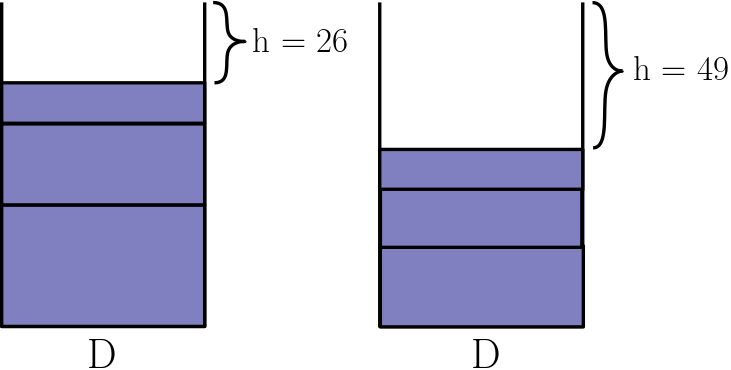 h = 26
h = 49
D
D